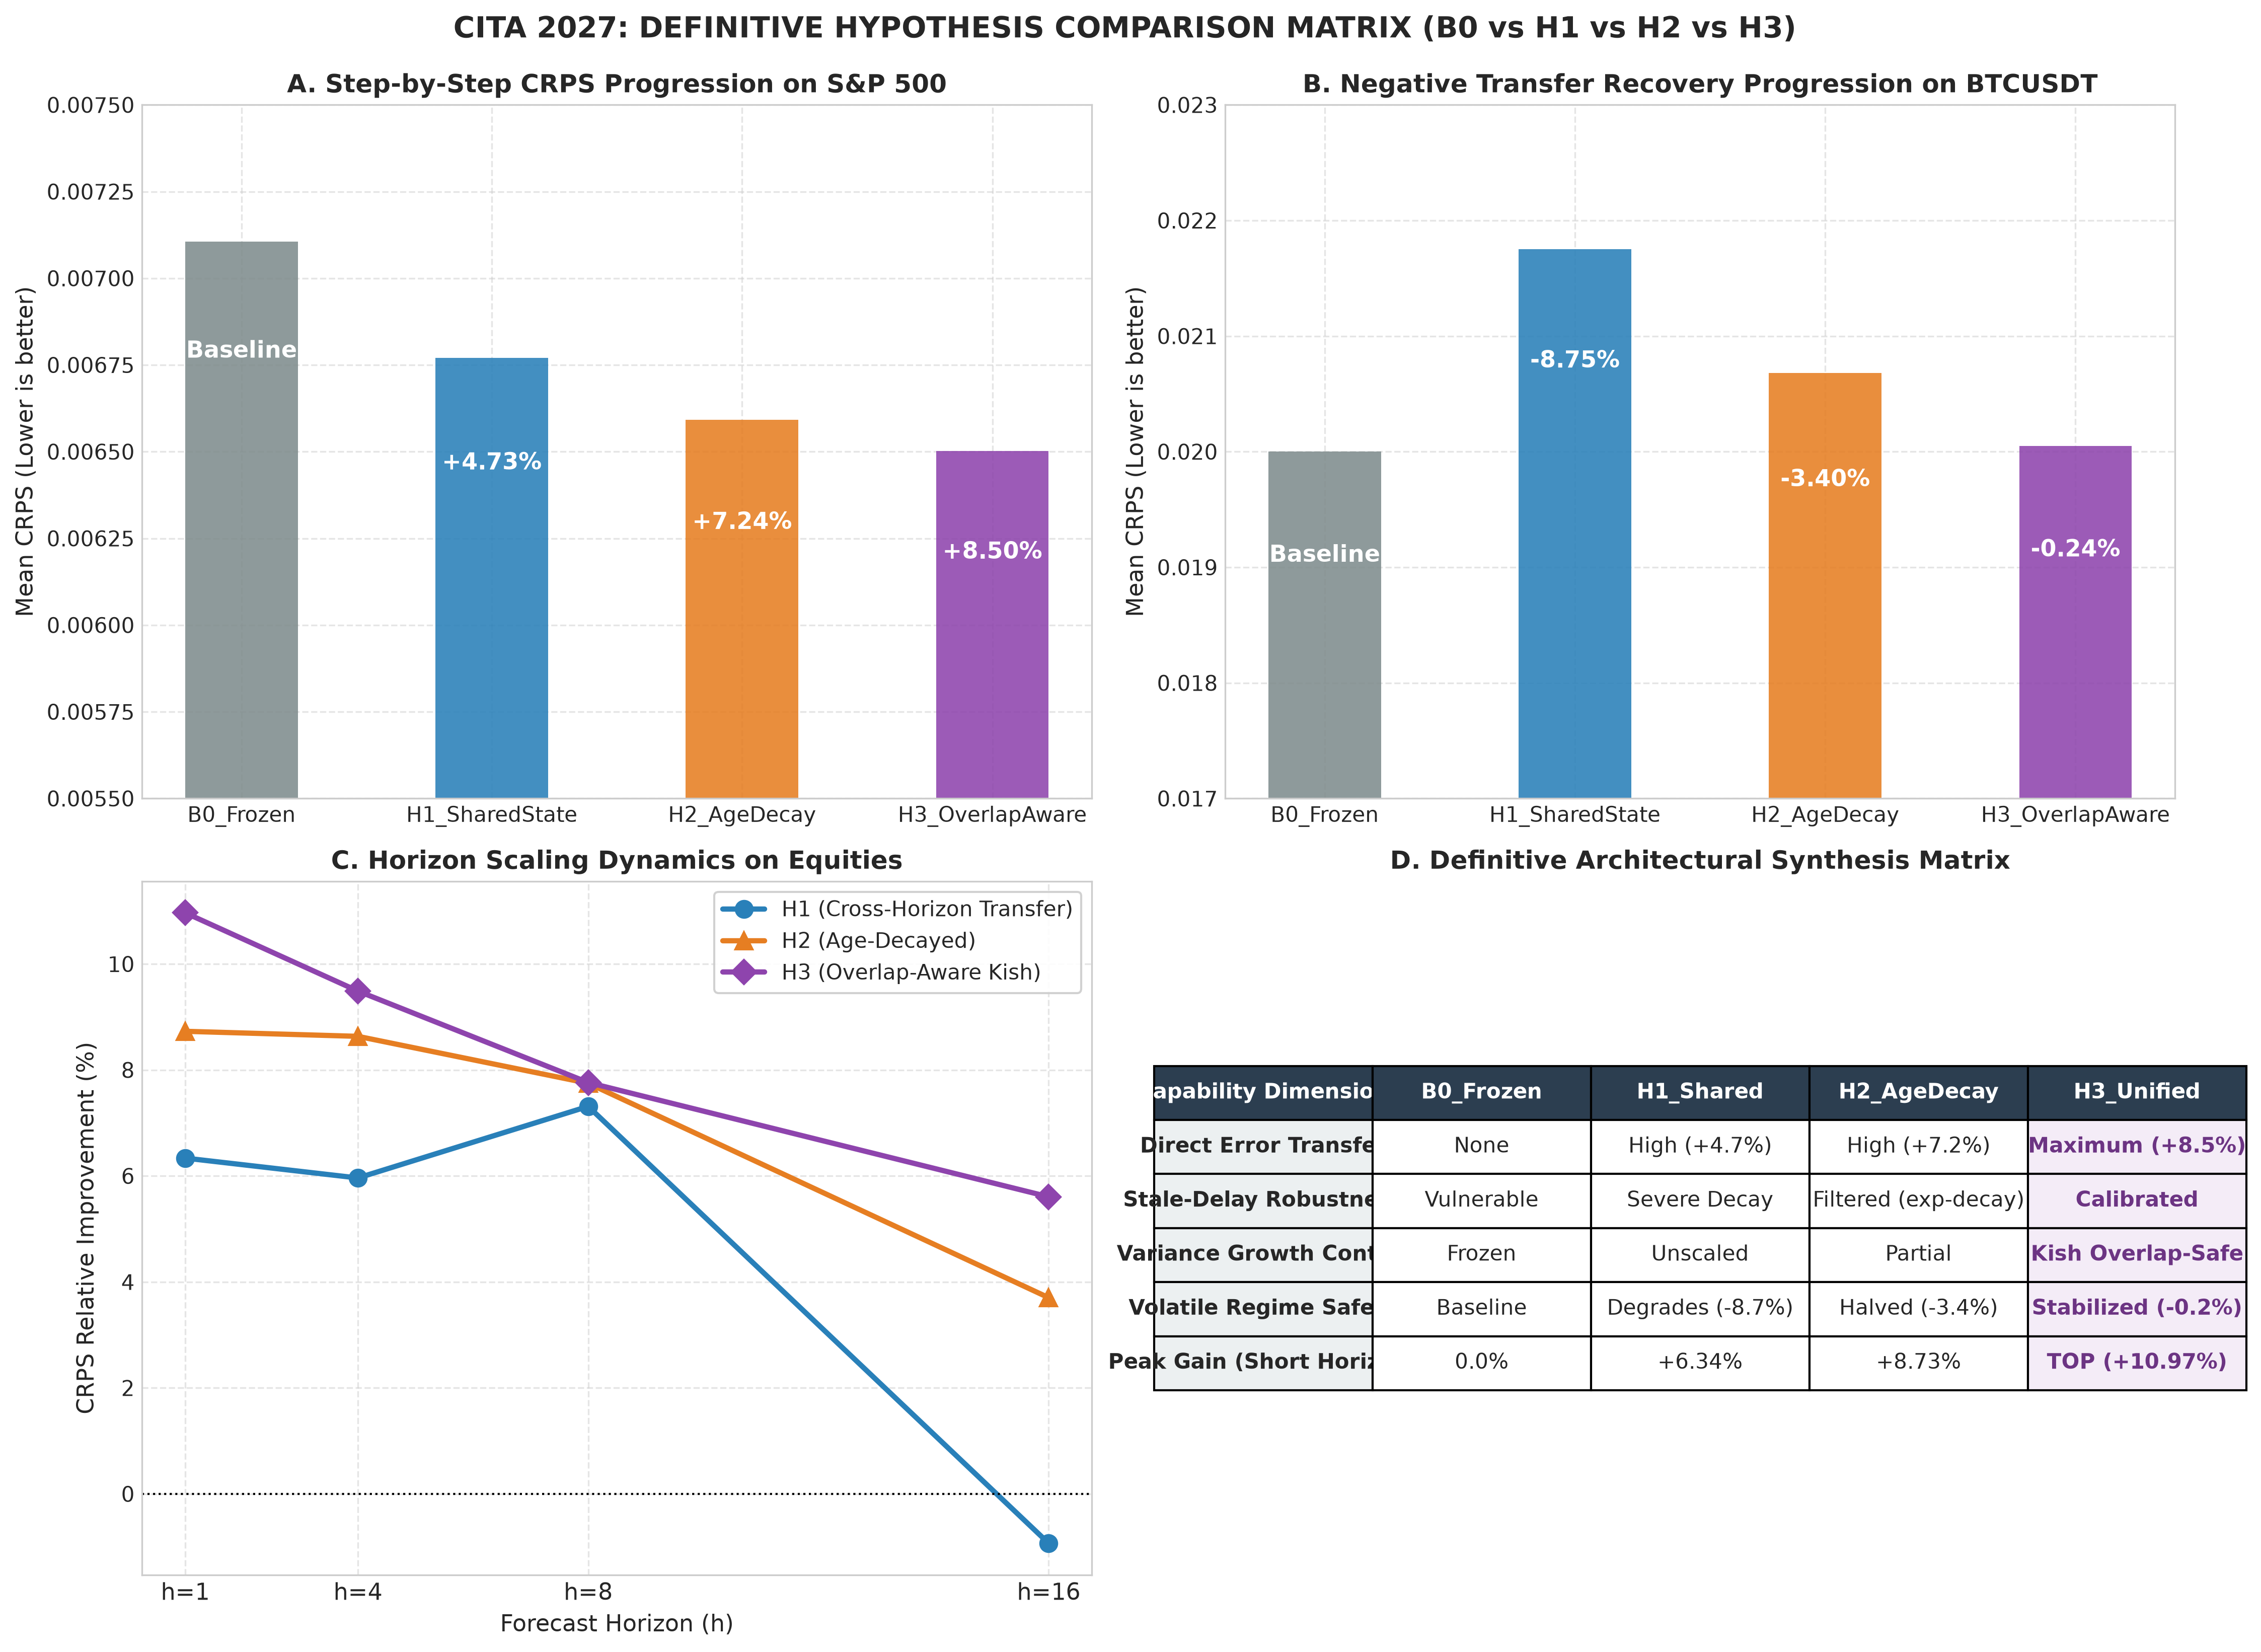 CITA 2027: DEFINITIVE HYPOTHESIS COMPARISON MATRIX (B0 vs H1 vs H2 vs H3)
A. Step-by-Step CRPS Progression on S&P 500
Mean CRPS (Lower is better)
0.00750
0.00725
0.00700
0.00675
0.00650
0.00625
0.00600
0.00575
0.00550
Baseline
+4.73%
+7.24%
+8.50%
B0_Frozen H1_SharedState H2_AgeDecay H3_OverlapAware
B. Negative Transfer Recovery Progression on BTCUSDT
Mean CRPS (Lower is better)
0.023
0.022
0.021
0.020
0.019
0.018
0.017
Baseline
-8.75%
-3.40%
-0.24%
B0_Frozen H1_SharedState H2_AgeDecay H3_OverlapAware
C. Horizon Scaling Dynamics on Equities
CRPS Relative Improvement (%)
10
8
6
4
2
0
H1 (Cross-Horizon Transfer)
H2 (Age-Decayed)
H3 (Overlap-Aware Kish)
h=1 h=4 h=8 h=16
Forecast Horizon (h)
D. Definitive Architectural Synthesis Matrix
apability Dimensio B0_Frozen H1_Shared H2_AgeDecay H3_Unified
Direct Error Transfe None High (+4.7%) High (+7.2%) Maximum (+8.5%)
Stale-Delay Robustne Vulnerable Severe Decay Filtered (exp-decay) Calibrated
Variance Growth Cont Frozen Unscaled Partial Kish Overlap-Safe
Volatile Regime Safe Baseline Degrades (-8.7%) Halved (-3.4%) Stabilized (-0.2%)
Peak Gain (Short Horiz 0.0% +6.34% +8.73% TOP (+10.97%)